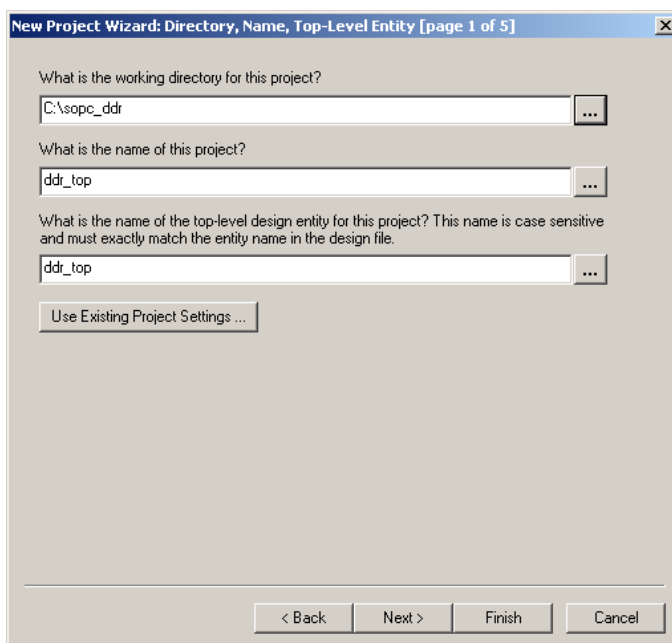 New Project Wizard: Directory, Name, Top-Level Entity [page 1 of 5]
What is the working directory for this project?
C:\sopc_ddr
...
What is the name of this project?
ddr_top
...
What is the name of the top-level design entity for this project? This name is case sensitive
and must exactly match the entity name in the design file.
ddr_top
...
Use Existing Project Settings ...
< Back
Next >
Finish
Cancel